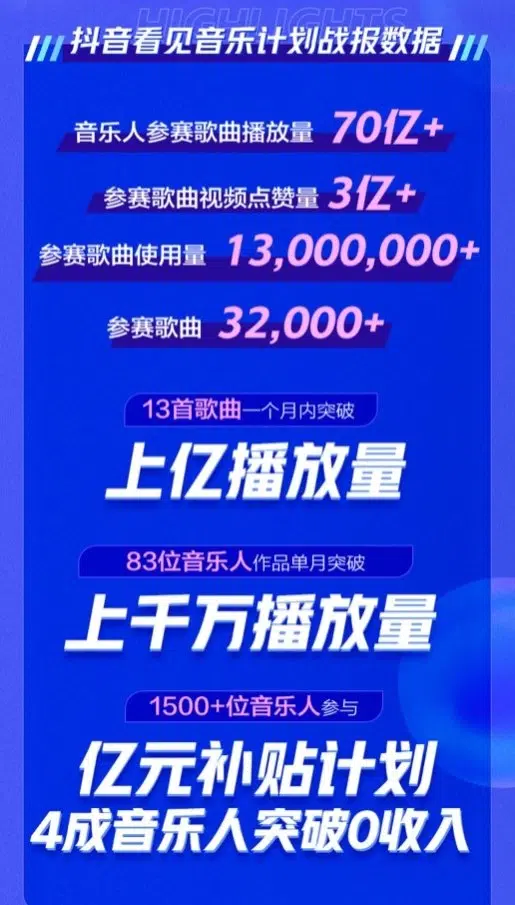 HIGHLIGHTS
抖音看见音乐计划战报数据
音乐人参赛歌曲播放量 70亿+
参赛歌曲视频点赞量 3亿+
参赛歌曲使用量 13,000,000+
参赛歌曲 32,000+
13首歌曲一个月内突破
上亿播放量
83位音乐人作品单月突破
上千万播放量
1500+位音乐人参与
亿元补贴计划
4成音乐人突破0收入